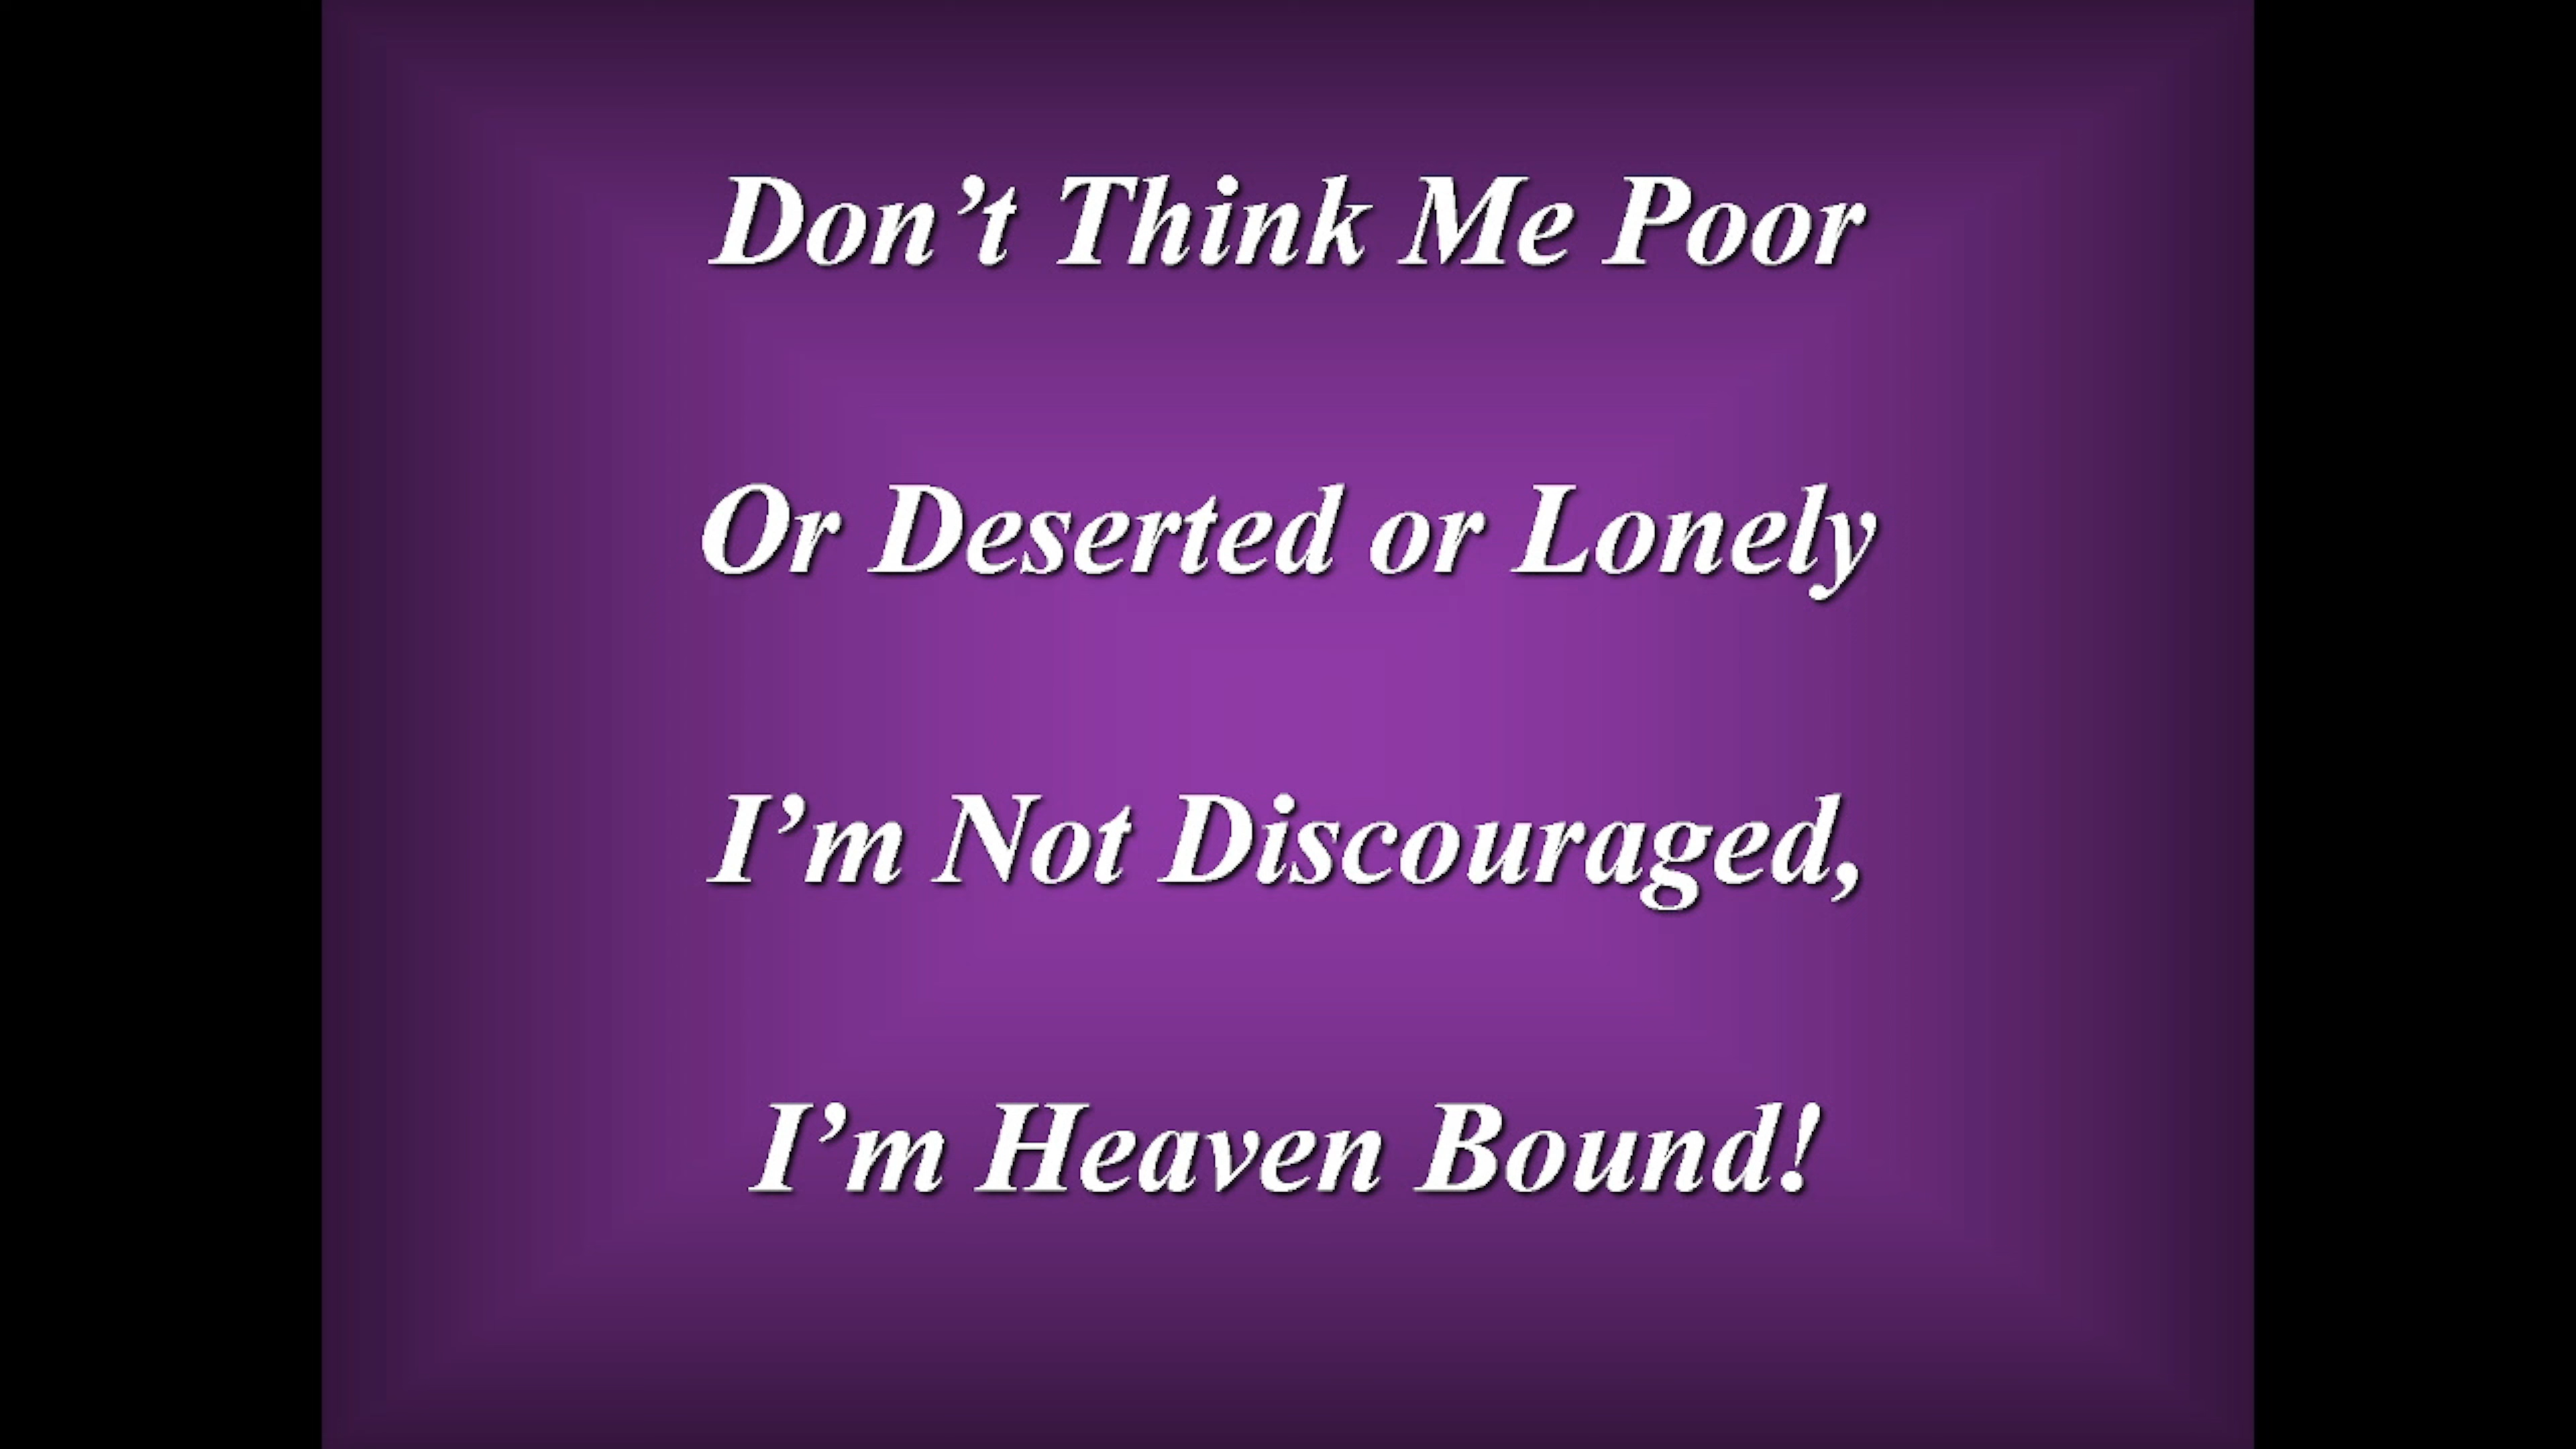 Don’t Think Me Poor
Or Deserted or Lonely
I’m Not Discouraged,
I’m Heaven Bound!